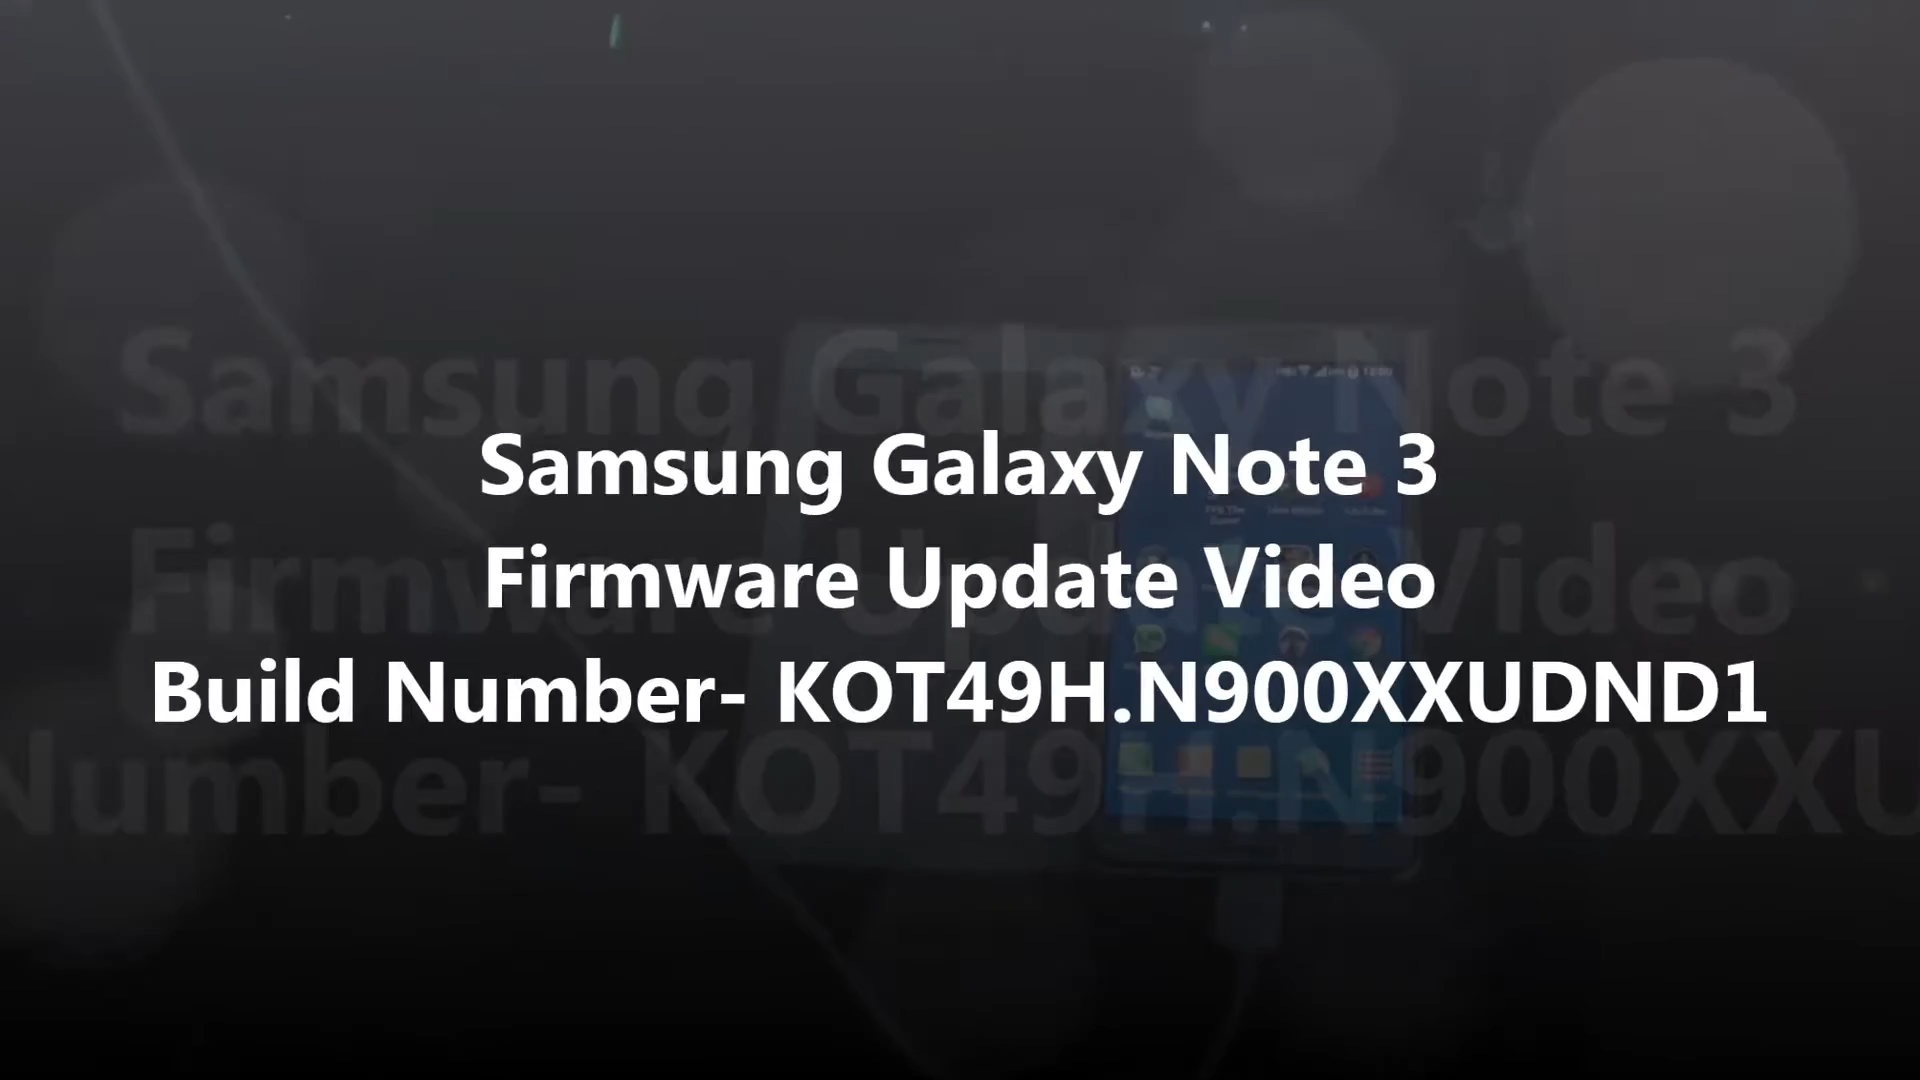 Samsung Galaxy Note 3
Firmware Update Video
Build Number- KOT49H.N900XXUDND1